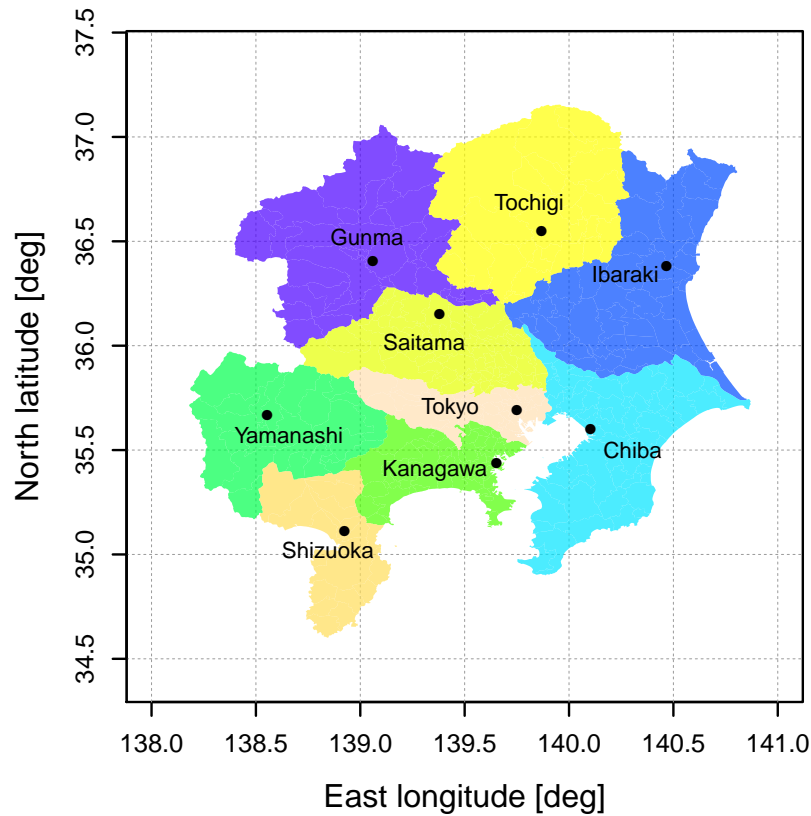 37.5
37.0
36.5
36.0
35.5
35.0
34.5
North latitude [deg]
Tochigi
Gunma
Ibaraki
Saitama
Tokyo
Yamanashi
Chiba
Kanagawa
Shizuoka
138.0 138.5 139.0 139.5 140.0 140.5 141.0
East longitude [deg]